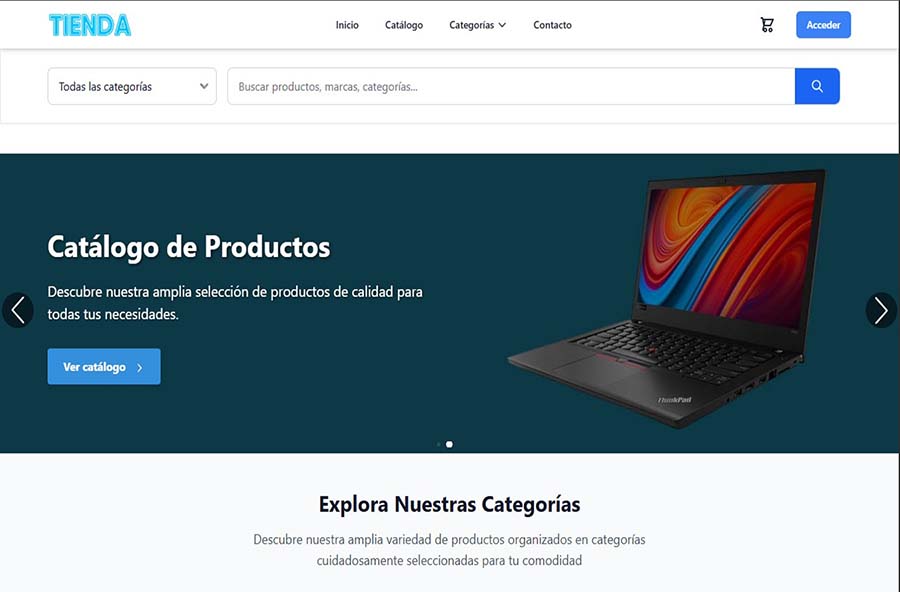 TIENDA
Inicio
Catálogo
Categorías
Contacto
Acceder
Todas las categorías
Buscar productos, marcas, categorías...
Catálogo de Productos
Descubre nuestra amplia selección de productos de calidad para
todas tus necesidades.
Ver catálogo
ThinkPad
Explora Nuestras Categorías
Descubre nuestra amplia variedad de productos organizados en categorías
cuidadosamente seleccionadas para tu comodidad